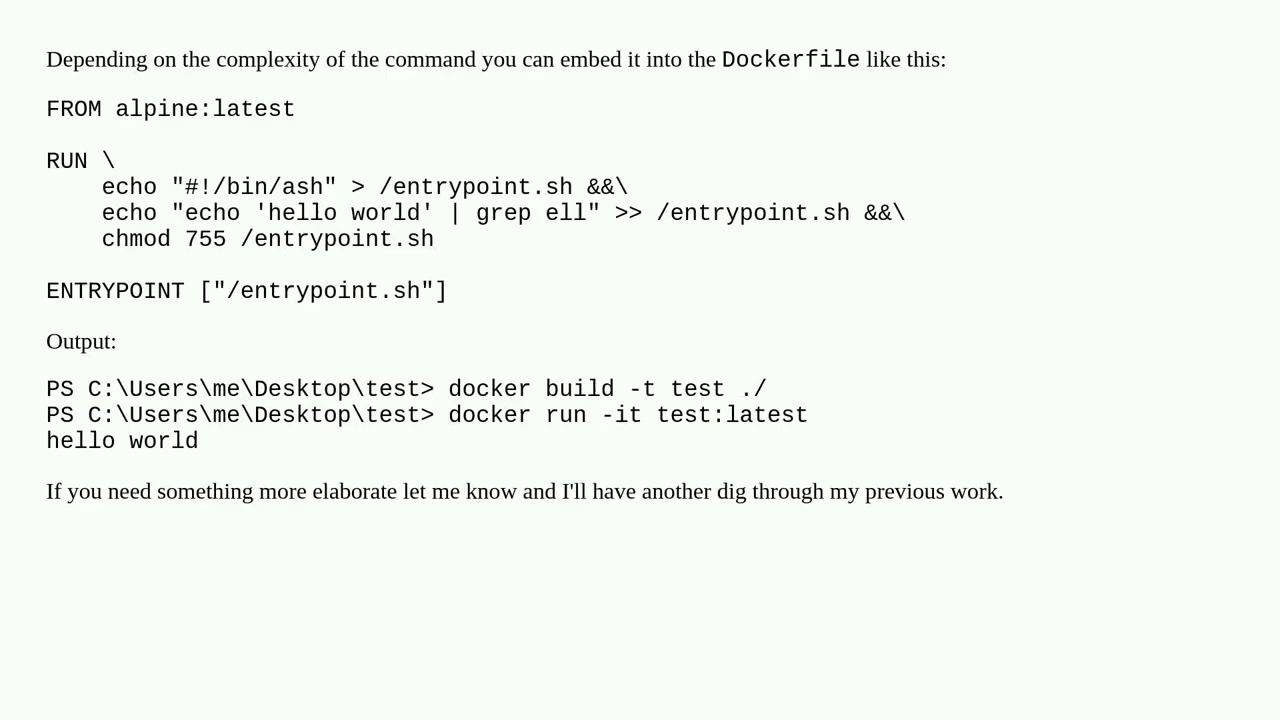 Depending on the complexity of the command you can embed it into the Dockerfile like this:
FROM alpine:latest
RUN \
    echo "#!/bin/ash" > /entrypoint.sh &&\
    echo "echo 'hello world' | grep ell" >> /entrypoint.sh &&\
    chmod 755 /entrypoint.sh
ENTRYPOINT ["/entrypoint.sh"]
Output:
PS C:\Users\me\Desktop\test> docker build -t test ./
PS C:\Users\me\Desktop\test> docker run -it test:latest
hello world
If you need something more elaborate let me know and I'll have another dig through my previous work.